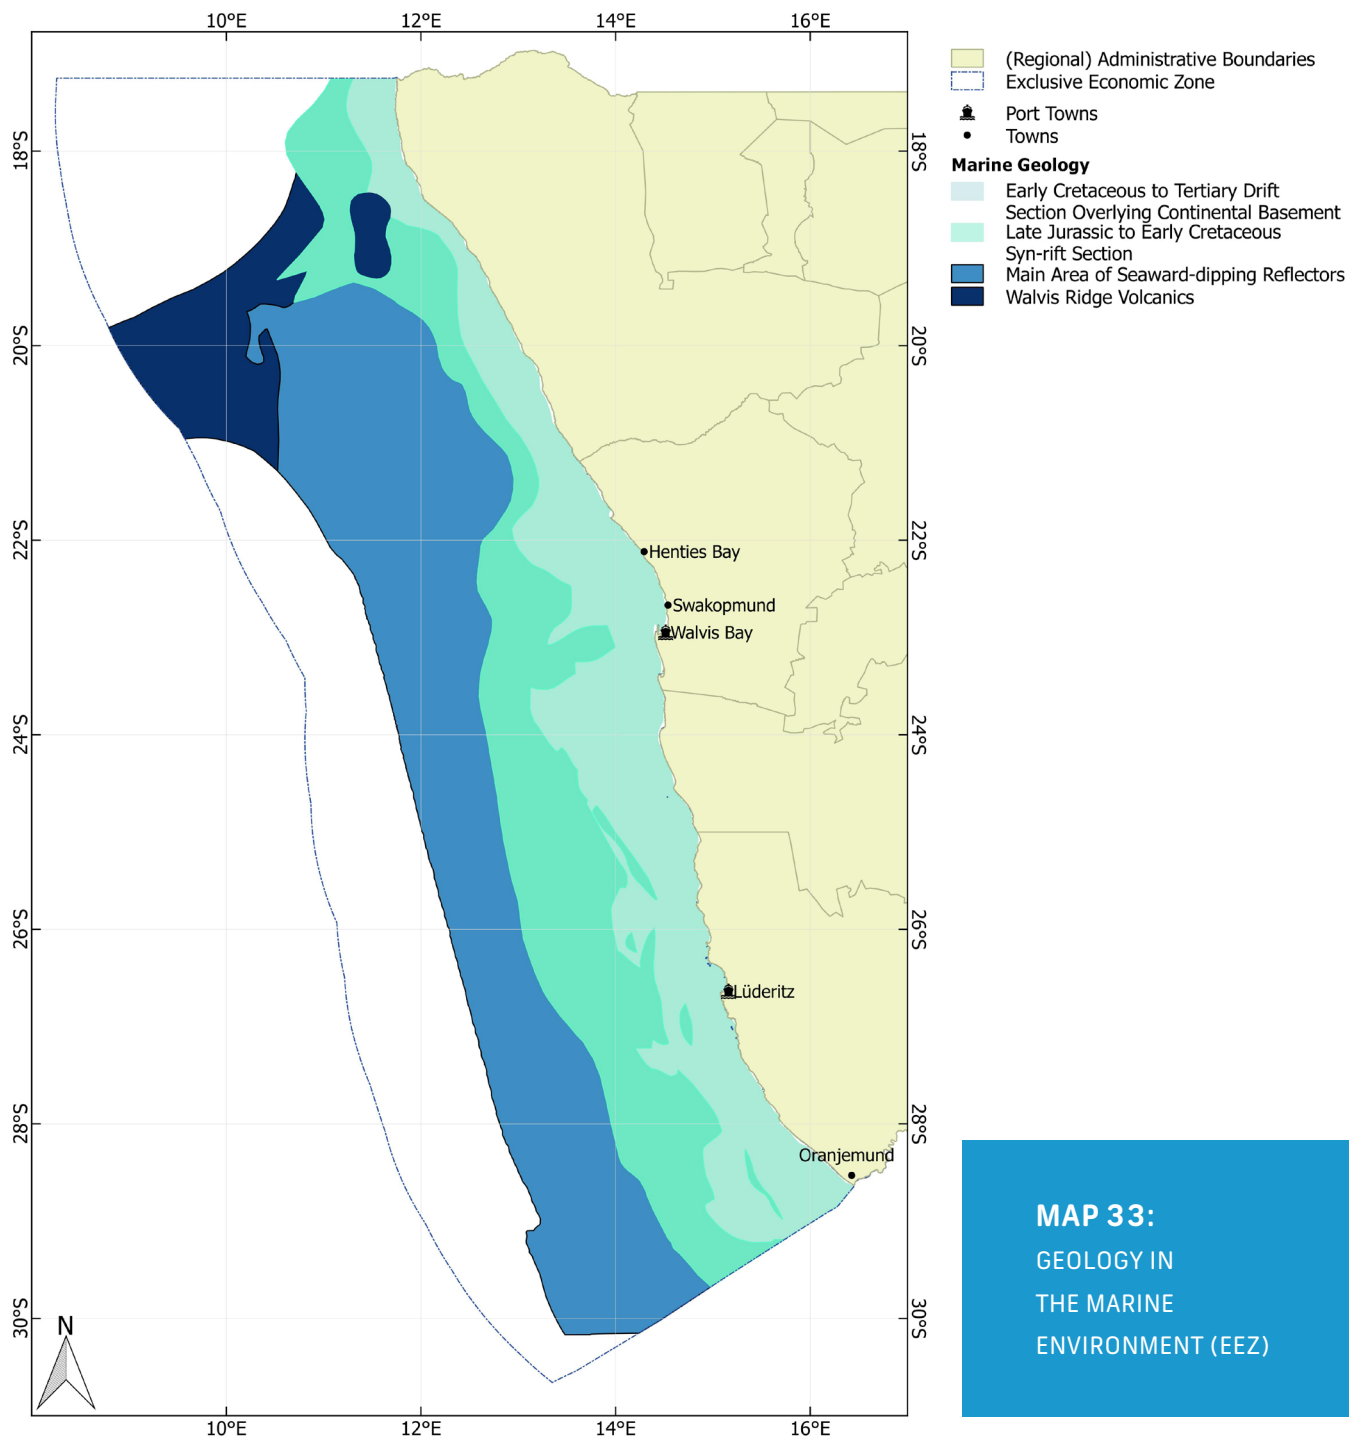 10°E 12°E 14°E 16°E
(Regional) Administrative Boundaries
Exclusive Economic Zone
Port Towns
Towns
Marine Geology
Early Cretaceous to Tertiary Drift
Section Overlying Continental Basement
Late Jurassic to Early Cretaceous
Syn-rift Section
Main Area of Seaward-dipping Reflectors
Walvis Ridge Volcanics
18°S 18°S
20°S 20°S
22°S 22°S
Henties Bay
Swakopmund
Walvis Bay
24°S 24°S
26°S 26°S
Lüderitz
28°S 28°S
Oranjemund
30°S 30°S
N
10°E 12°E 14°E 16°E
MAP 33:
GEOLOGY IN
THE MARINE
ENVIRONMENT (EEZ)